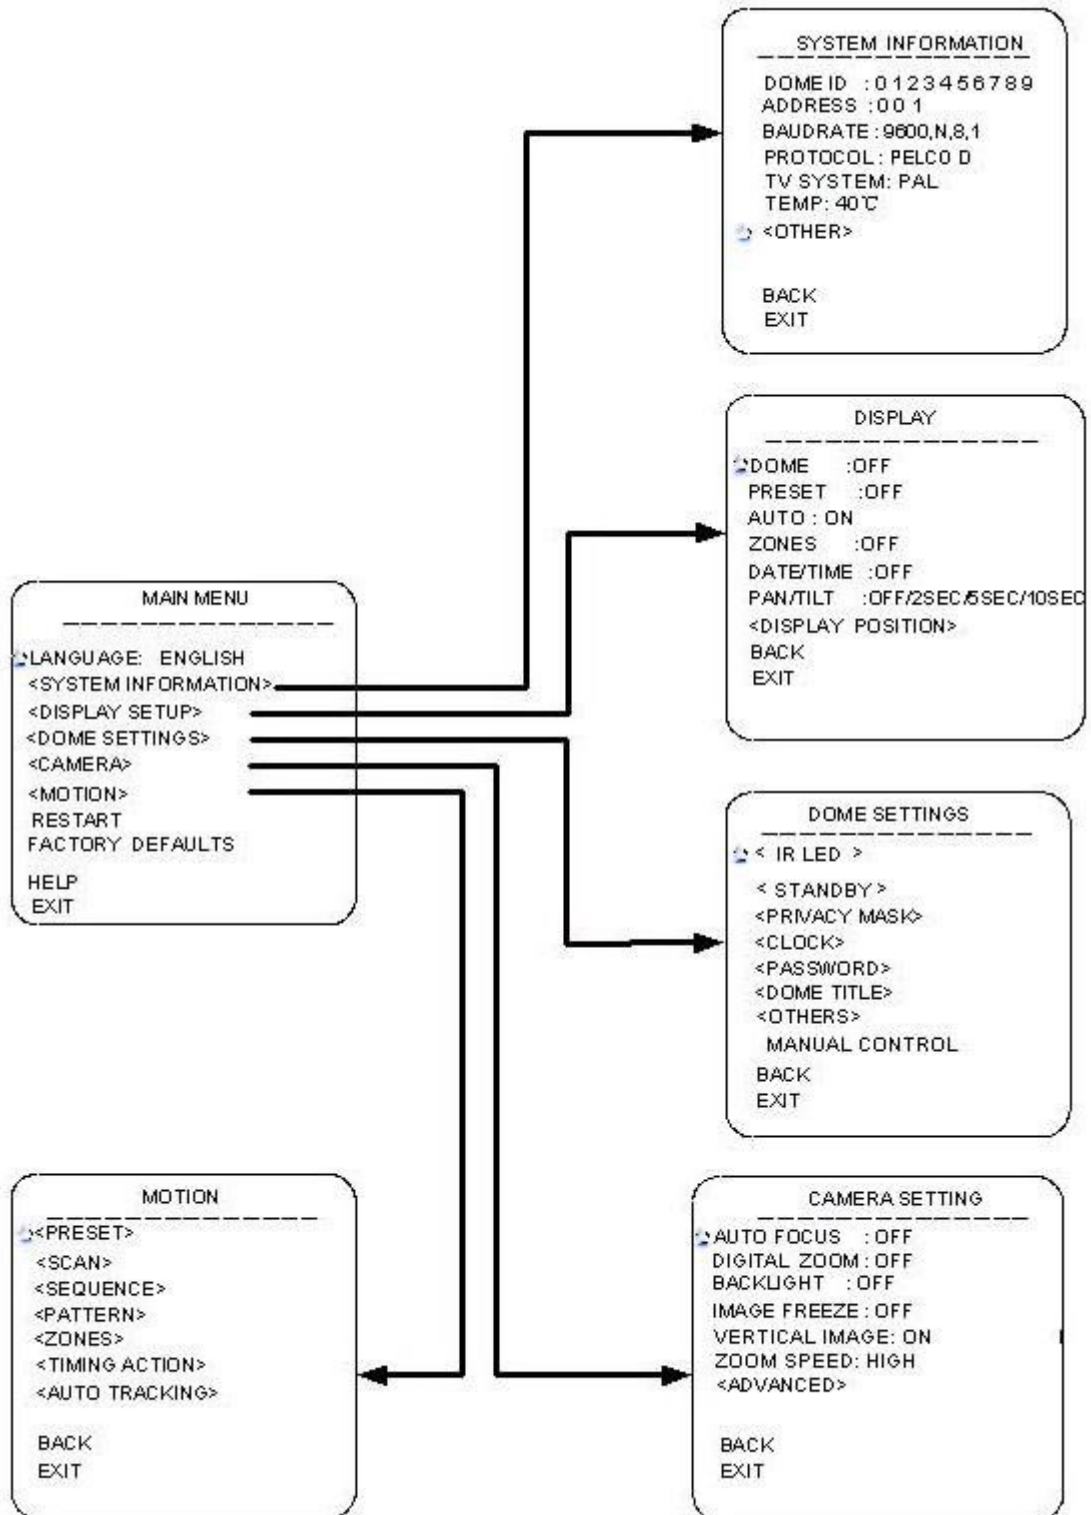 SYSTEM INFORMATION
DOME ID : 0 1 2 3 4 5 6 7 8 9
ADDRESS : 0 0 1
BAUDRATE : 9600,N,8,1
PROTOCOL : PELCO D
TV SYSTEM: PAL
TEMP: 40℃
<OTHER>
BACK
EXIT
DISPLAY
DOME :OFF
PRESET :OFF
AUTO : ON
ZONES :OFF
DATE/TIME :OFF
PAN/TILT :OFF/2SEC/5SEC/10SEC
<DISPLAY POSITION>
BACK
EXIT
MAIN MENU
LANGUAGE: ENGLISH
<SYSTEM INFORMATION>
<DISPLAY SETUP>
<DOME SETTINGS>
<CAMERA>
<MOTION>
RESTART
FACTORY DEFAULTS
HELP
EXIT
DOME SETTINGS
< IR LED >
< STANDBY >
<PRIVACY MASK>
<CLOCK>
<PASSWORD>
<DOME TITLE>
<OTHERS>
MANUAL CONTROL
BACK
EXIT
MOTION
<PRESET>
<SCAN>
<SEQUENCE>
<PATTERN>
<ZONES>
<TIMING ACTION>
<AUTO TRACKING>
BACK
EXIT
CAMERA SETTING
AUTO FOCUS : OFF
DIGITAL ZOOM : OFF
BACKLIGHT : OFF
IMAGE FREEZE : OFF
VERTICAL IMAGE: ON
ZOOM SPEED: HIGH
<ADVANCED>
BACK
EXIT